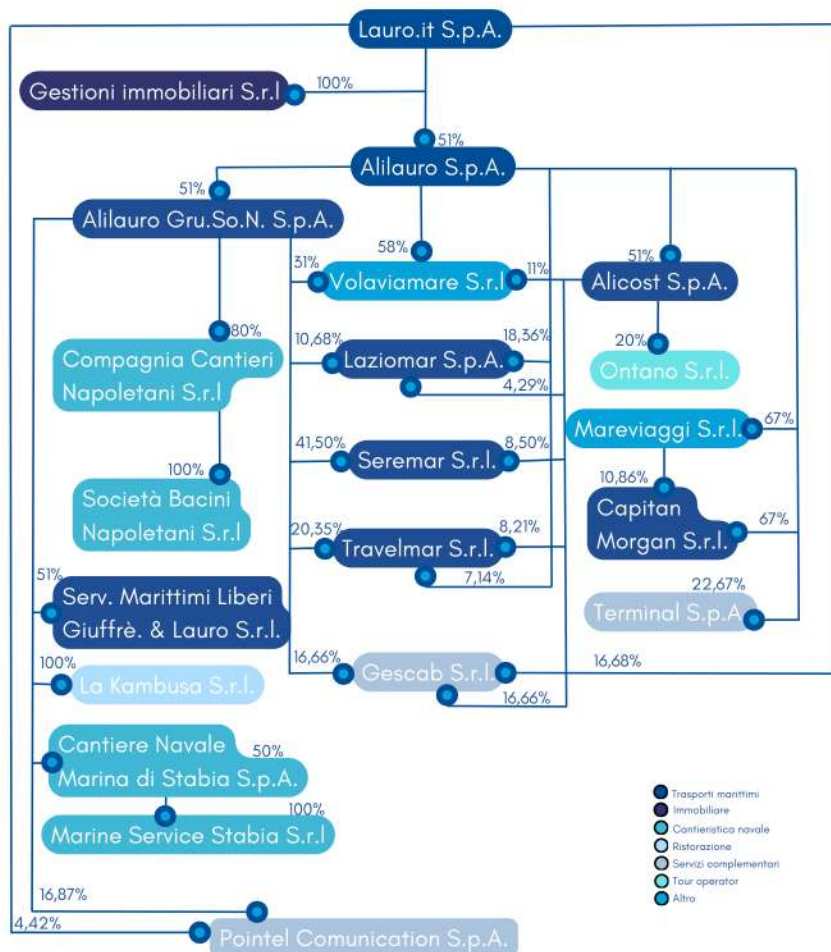 Lauro.it S.p.A.
100%
Gestioni immobiliari S.r.l
51%
Alilauro S.p.A.
51%
Alilauro Gru.So.N. S.p.A.
58%
31%
Volaviamare S.r.l
11%
51%
Alicost S.p.A.
80%
Compagnia Cantieri
Napoletani S.r.l
10,68%
Laziomar S.p.A.
18,36%
4,29%
20%
Ontano S.r.l.
Mareviaggi S.r.l.
67%
100%
Società Bacini
Napoletani S.r.l
41,50%
Seremar S.r.l.
8,50%
10,86%
Capitan
Morgan S.r.l.
67%
20,35%
Travelmar S.r.l.
8,21%
7,14%
51%
Serv. Marittimi Liberi
Giuffrè. & Lauro S.r.l.
22,67%
Terminal S.p.A
100%
La Kambusa S.r.l.
16,66%
Gescab S.r.l.
16,68%
16,66%
Cantiere Navale
50%
Marina di Stabia S.p.A.
100%
Marine Service Stabia S.r.l
Trasporti marittimi
Immobiliare
Cantieristica navale
Ristorazione
Servizi complementari
Tour operator
Altro
16,87%
4,42%
Pointel Comunication S.p.A.